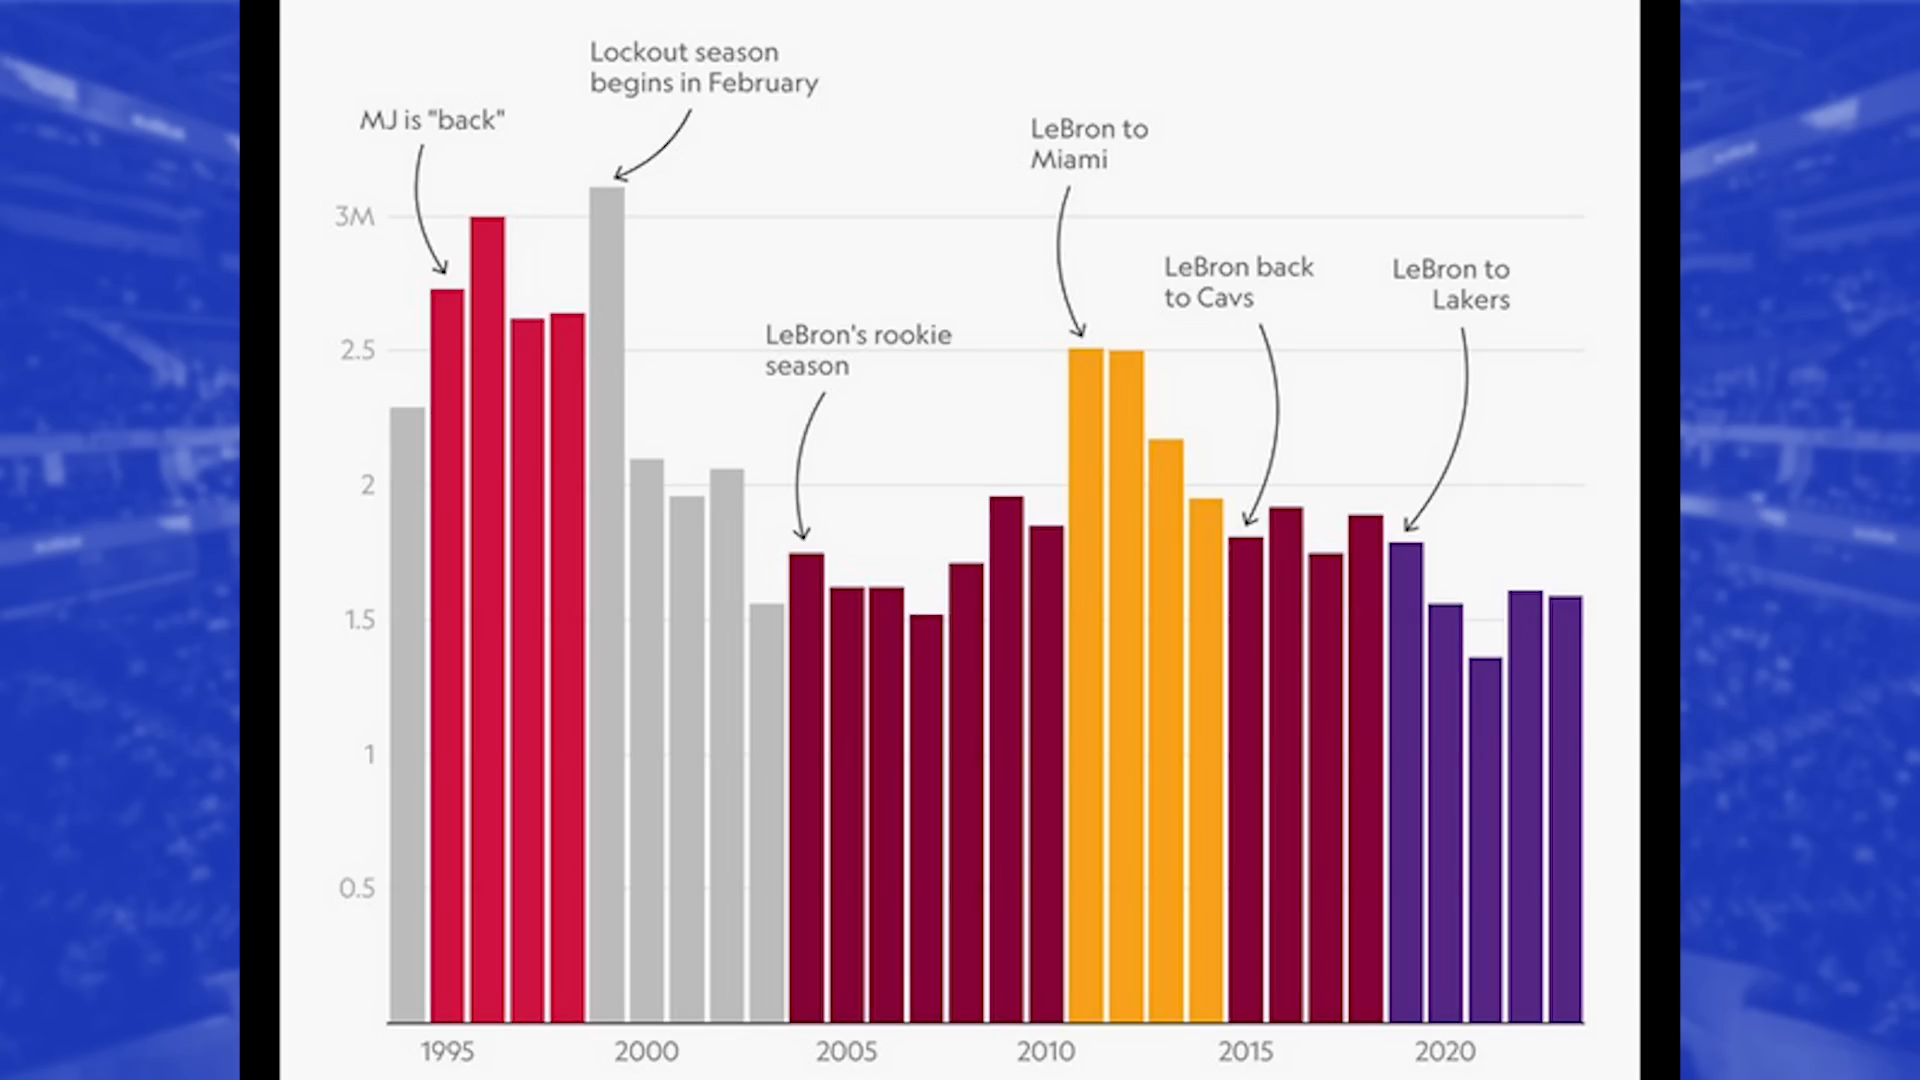 Lockout season
begins in February
MJ is "back"
LeBron to
Miami
3M
LeBron back
to Cavs
LeBron to
Lakers
LeBron's rookie
season
2.5
2
1.5
1
0.5
1995
2000
2005
2010
2015
2020